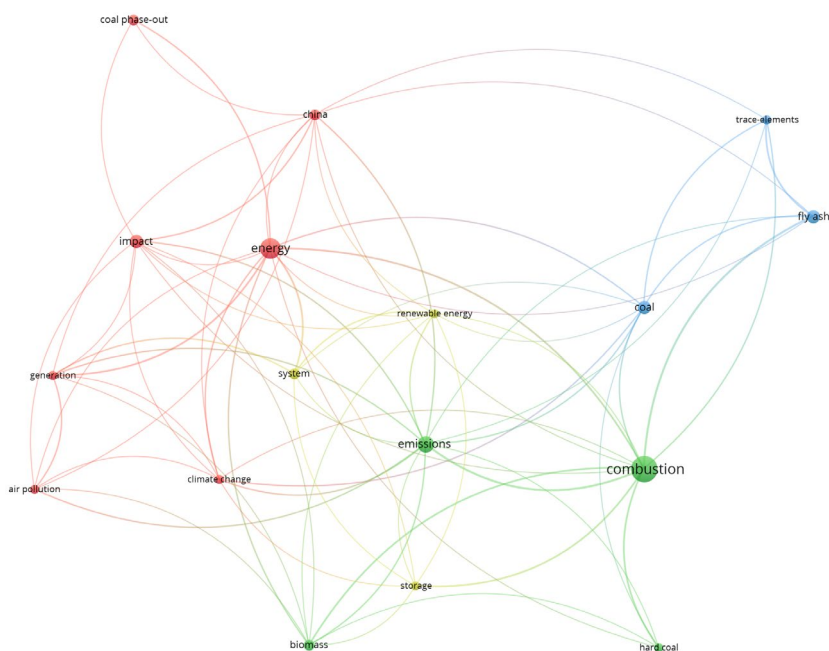 coal phase-out
china
trace-elements
fly ash
impact
energy
coal
renewable energy
system
generation
emissions
combustion
climate change
air pollution
storage
biomass
hard coal